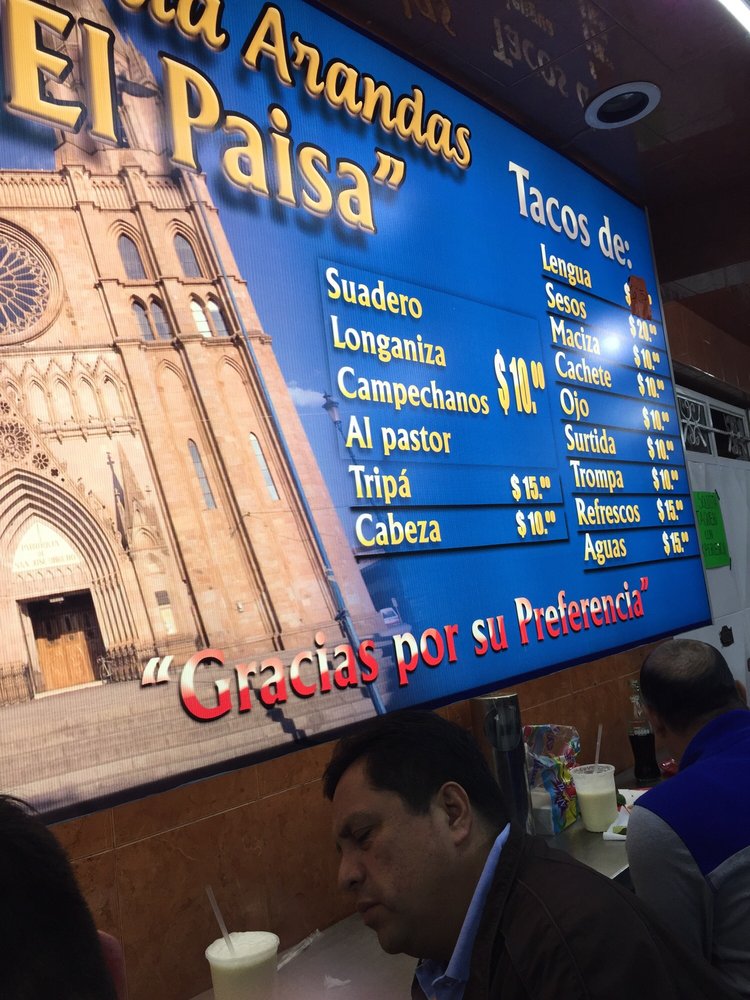 Arandas
El Paisa”
Tacos de:
Suadero
Longaniza
Campechanos $10.00
Al pastor
Tripá $15.00
Cabeza $10.00
Lengua $
Sesos $20.00
Maciza $10.00
Cachete $10.00
Ojo $10.00
Surtida $10.00
Trompa $10.00
Refrescos $15.00
Aguas $15.00
“Gracias por su Preferencia”